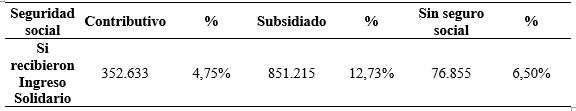 Seguridad social Contributivo % Subsidiado % Sin seguro social %
Si recibieron Ingreso Solidario 352.633 4,75% 851.215 12,73% 76.855 6,50%